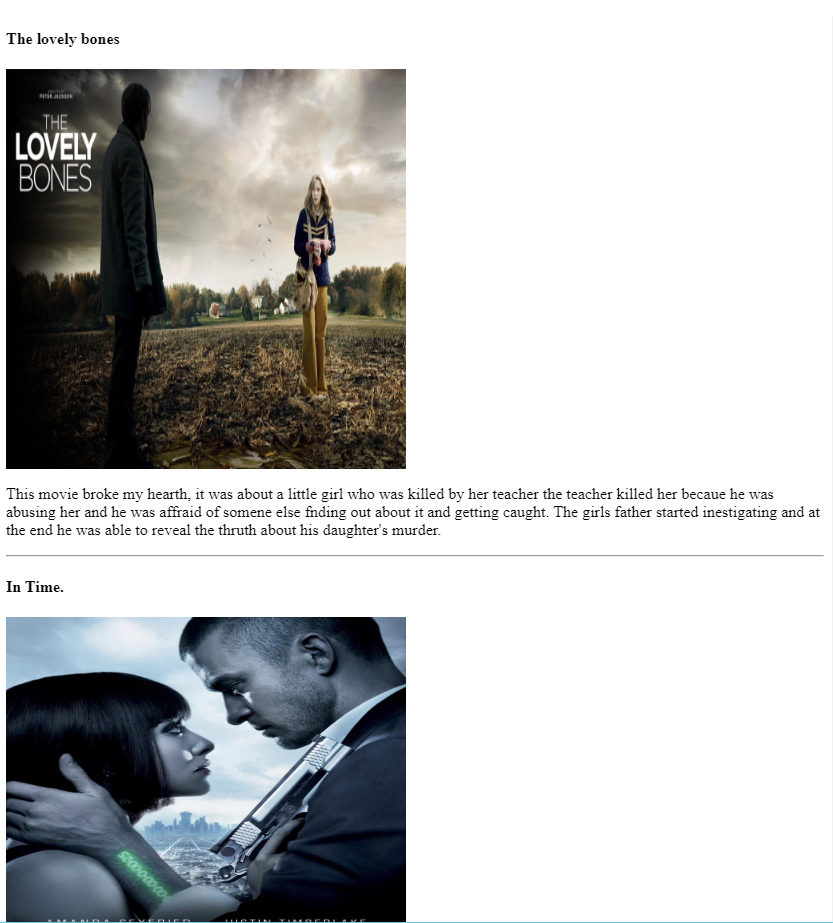 The lovely bones
PETER JACKSON
THE
LOVELY
BONES
This movie broke my hearth, it was about a little girl who was killed by her teacher the teacher killed her becaue he was
abusing her and he was affraid of somene else fnding out about it and getting caught. The girls father started inestigating and at
the end he was able to reveal the thruth about his daughter's murder.
In Time.
AMANDA SEYFRIED JUSTIN TIMBERLAKE